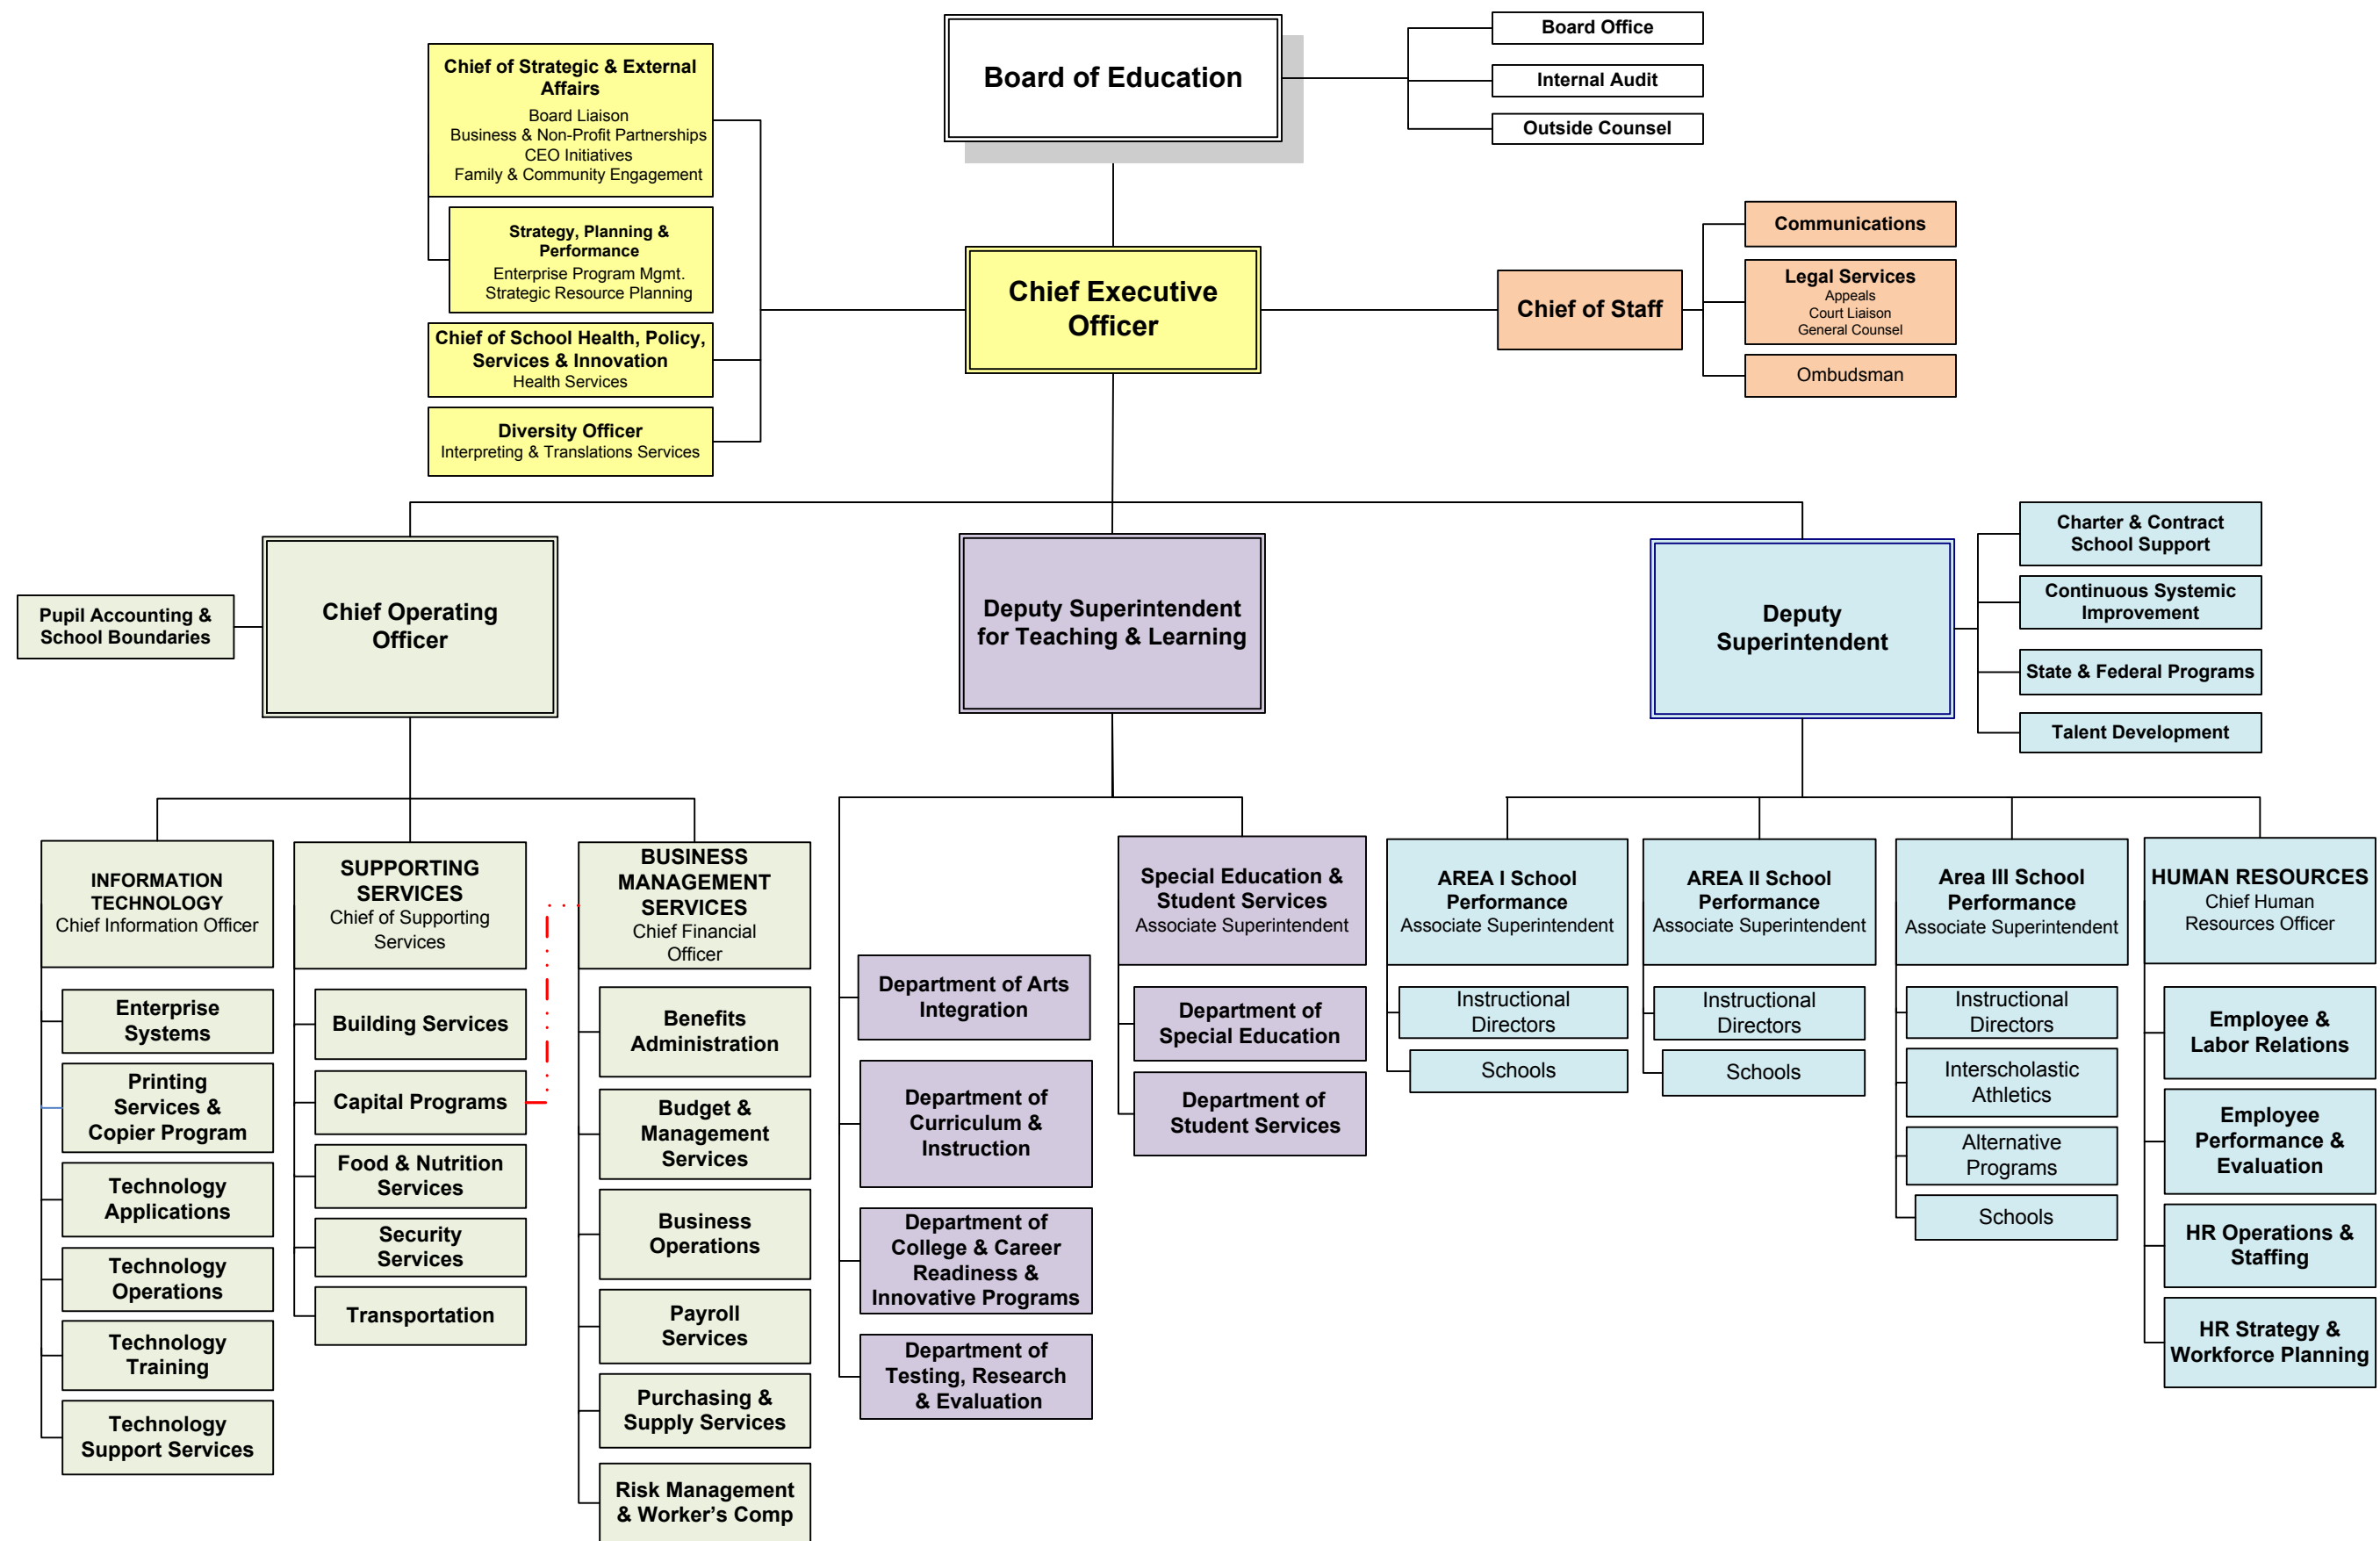 Board of Education
Board Office
Internal Audit
Outside Counsel
Chief of Strategic & External
Affairs
Board Liaison
Business & Non-Profit Partnerships
CEO Initiatives
Family & Community Engagement
Strategy, Planning &
Performance
Enterprise Program Mgmt.
Strategic Resource Planning
Chief of School Health, Policy,
Services & Innovation
Health Services
Diversity Officer
Interpreting & Translations Services
Chief Executive
Officer
Chief of Staff
Communications
Legal Services
Appeals
Court Liaison
General Counsel
Ombudsman
Pupil Accounting &
School Boundaries
Chief Operating
Officer
Deputy Superintendent
for Teaching & Learning
Deputy
Superintendent
Charter & Contract
School Support
Continuous Systemic
Improvement
State & Federal Programs
Talent Development
INFORMATION
TECHNOLOGY
Chief Information Officer
Enterprise
Systems
Printing
Services &
Copier Program
Technology
Applications
Technology
Operations
Technology
Training
Technology
Support Services
SUPPORTING
SERVICES
Chief of Supporting
Services
Building Services
Capital Programs
Food & Nutrition
Services
Security
Services
Transportation
BUSINESS
MANAGEMENT
SERVICES
Chief Financial
Officer
Benefits
Administration
Budget &
Management
Services
Business
Operations
Payroll
Services
Purchasing &
Supply Services
Risk Management
& Worker's Comp
Department of Arts
Integration
Department of
Curriculum &
Instruction
Department of
College & Career
Readiness &
Innovative Programs
Department of
Testing, Research
& Evaluation
Special Education &
Student Services
Associate Superintendent
Department of
Special Education
Department of
Student Services
AREA I School
Performance
Associate Superintendent
Instructional
Directors
Schools
AREA II School
Performance
Associate Superintendent
Instructional
Directors
Schools
Area III School
Performance
Associate Superintendent
Instructional
Directors
Interscholastic
Athletics
Alternative
Programs
Schools
HUMAN RESOURCES
Chief Human
Resources Officer
Employee &
Labor Relations
Employee
Performance &
Evaluation
HR Operations &
Staffing
HR Strategy &
Workforce Planning